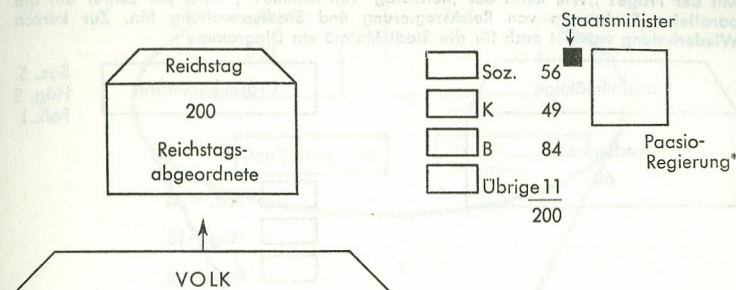 Staatsminister
Reichstag
200
Reichstags-
abgeordnete
VOLK
Soz. 56
K 49
B 84
Übrige 11
200
Paasio-
Regierung*